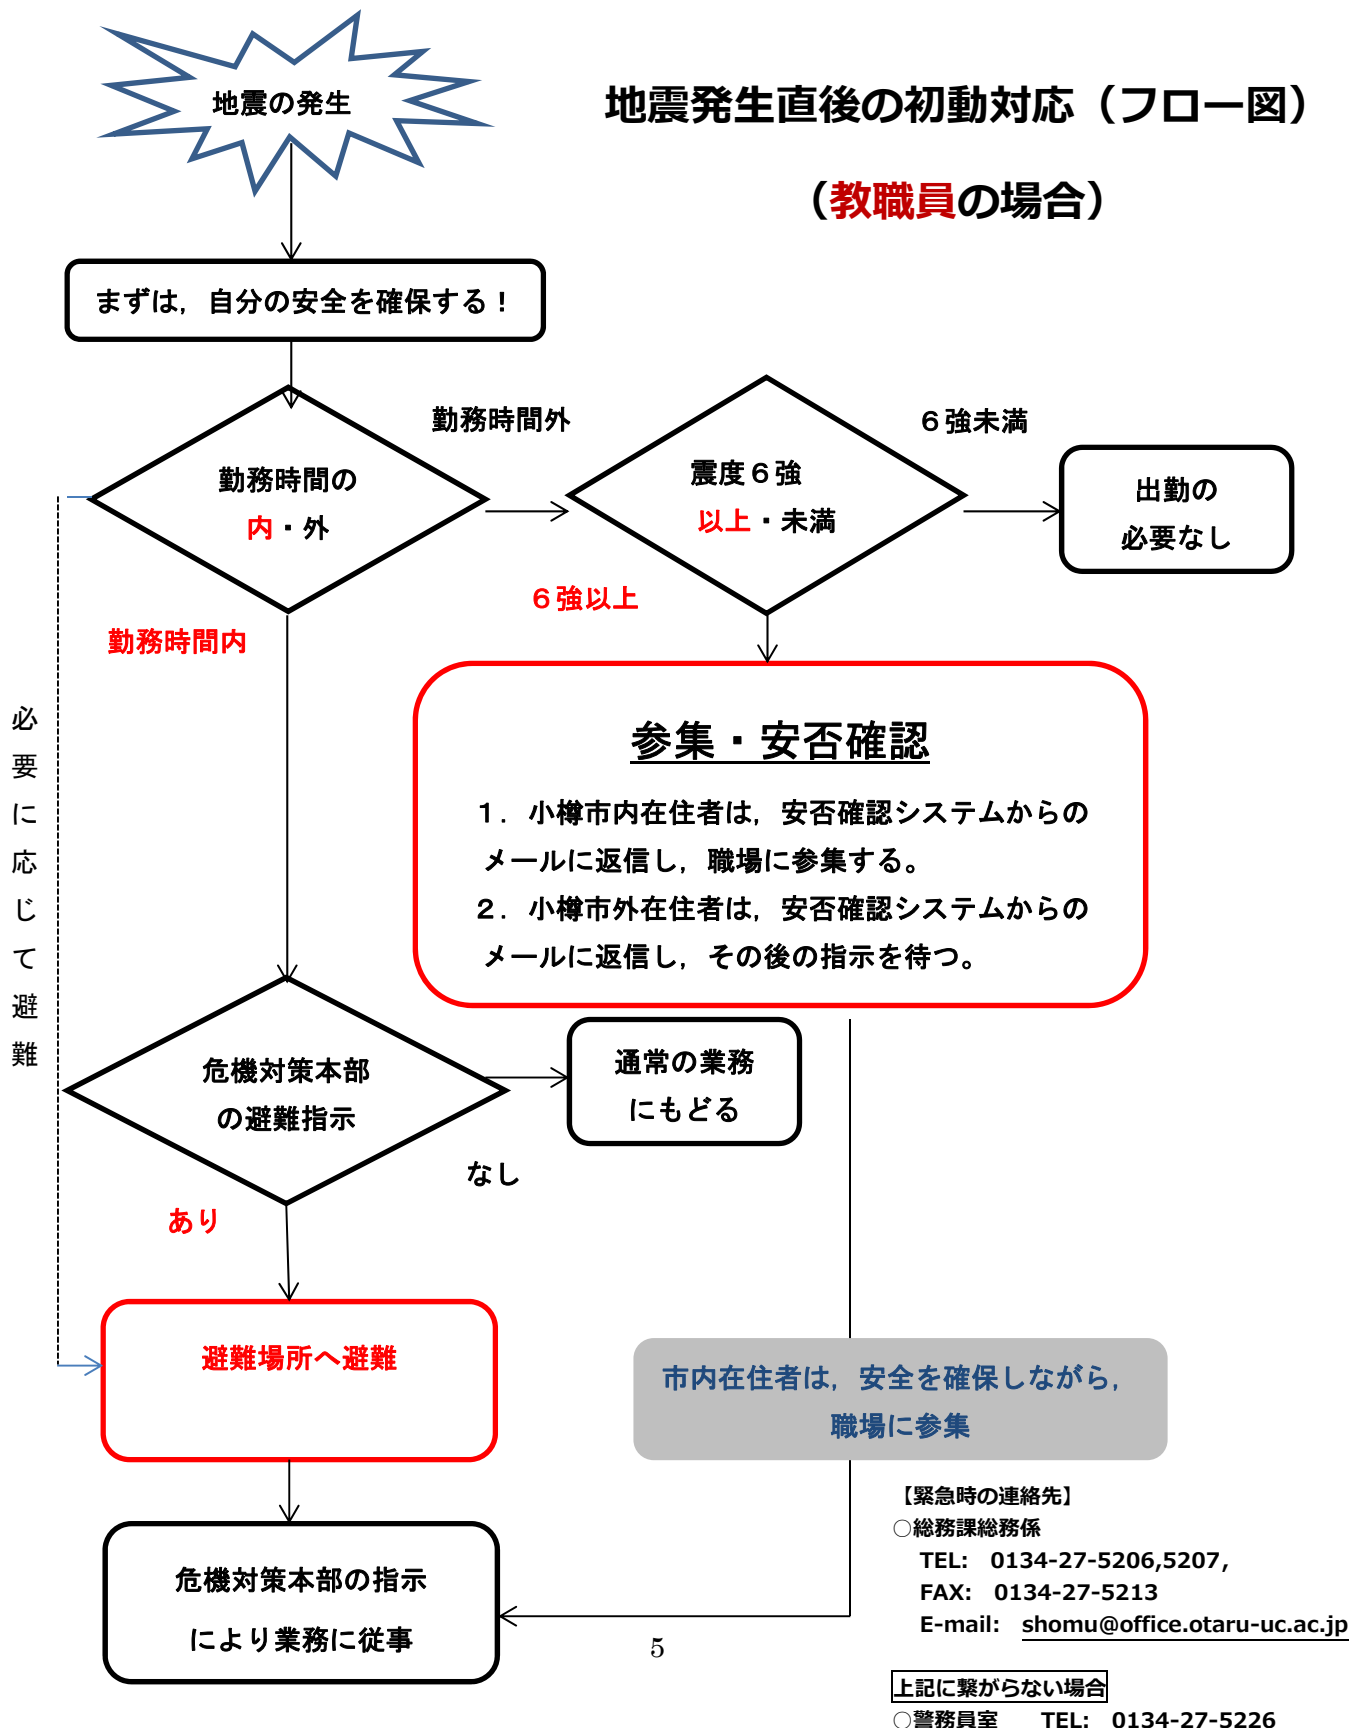 地震の発生
地震発生直後の初動対応（フロー図）
（教職員の場合）
まずは，自分の安全を確保する！
勤務時間外
６強未満
勤務時間の
内・外
震度６強
以上・未満
出勤の
必要なし
６強以上
勤務時間内
必要に応じて避難
参集・安否確認
１．小樽市内在住者は，安否確認システムからの
メールに返信し，職場に参集する。
２．小樽市外在住者は，安否確認システムからの
メールに返信し，その後の指示を待つ。
危機対策本部
の避難指示
通常の業務
にもどる
なし
あり
避難場所へ避難
市内在住者は，安全を確保しながら，
職場に参集
危機対策本部の指示
により業務に従事
【緊急時の連絡先】
○総務課総務係
TEL:　0134-27-5206,5207,
FAX:　0134-27-5213
E-mail:　shomu@office.otaru-uc.ac.jp
5
上記に繋がらない場合
○警務員室　　TEL:　0134-27-5226